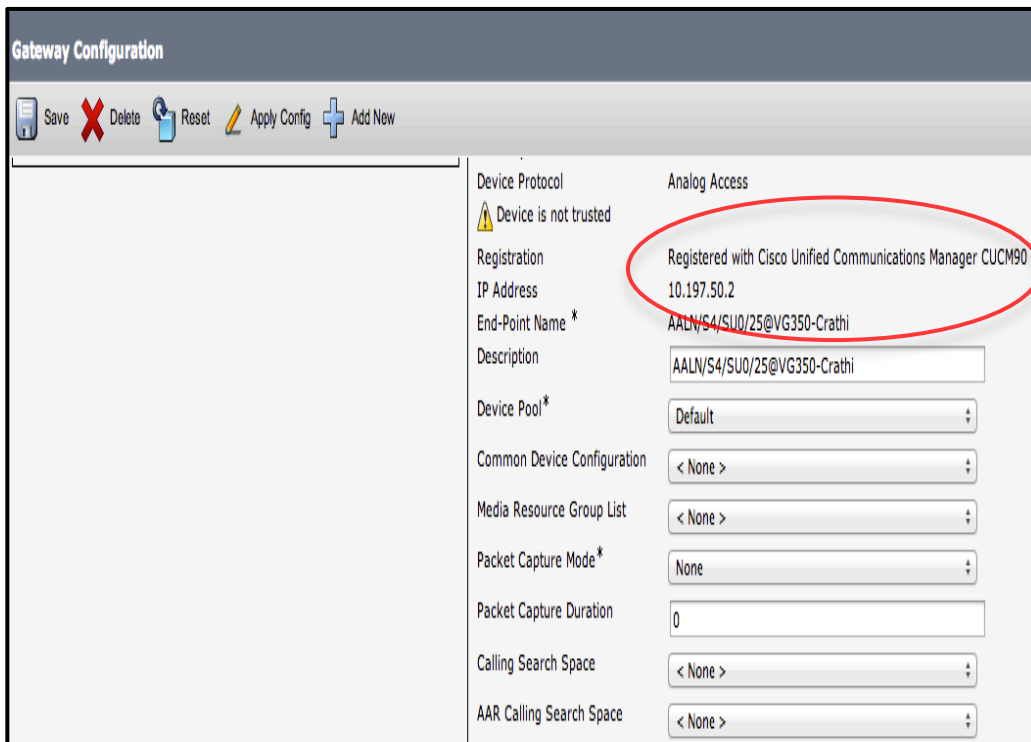 Gateway Configuration
Save Delete Reset Apply Config Add New
Device Protocol Analog Access
Device is not trusted
Registration Registered with Cisco Unified Communications Manager CUCM90
IP Address 10.197.50.2
End-Point Name * AALN/S4/SU0/25@VG350-Crathi
Description AALN/S4/SU0/25@VG350-Crathi
Device Pool* Default
Common Device Configuration < None >
Media Resource Group List < None >
Packet Capture Mode* None
Packet Capture Duration 0
Calling Search Space < None >
AAR Calling Search Space < None >